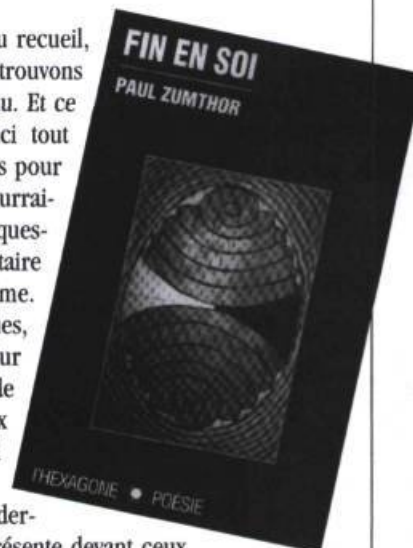 u recueil,
trouvons
u. Et ce
ci tout
s pour
urrai-
ques-
taire
me.
es,
ur
le
x
der-
résente devant ceux
FIN EN SOI
PAUL ZUMTHOR
l'HEXAGONE ● POÉSIE